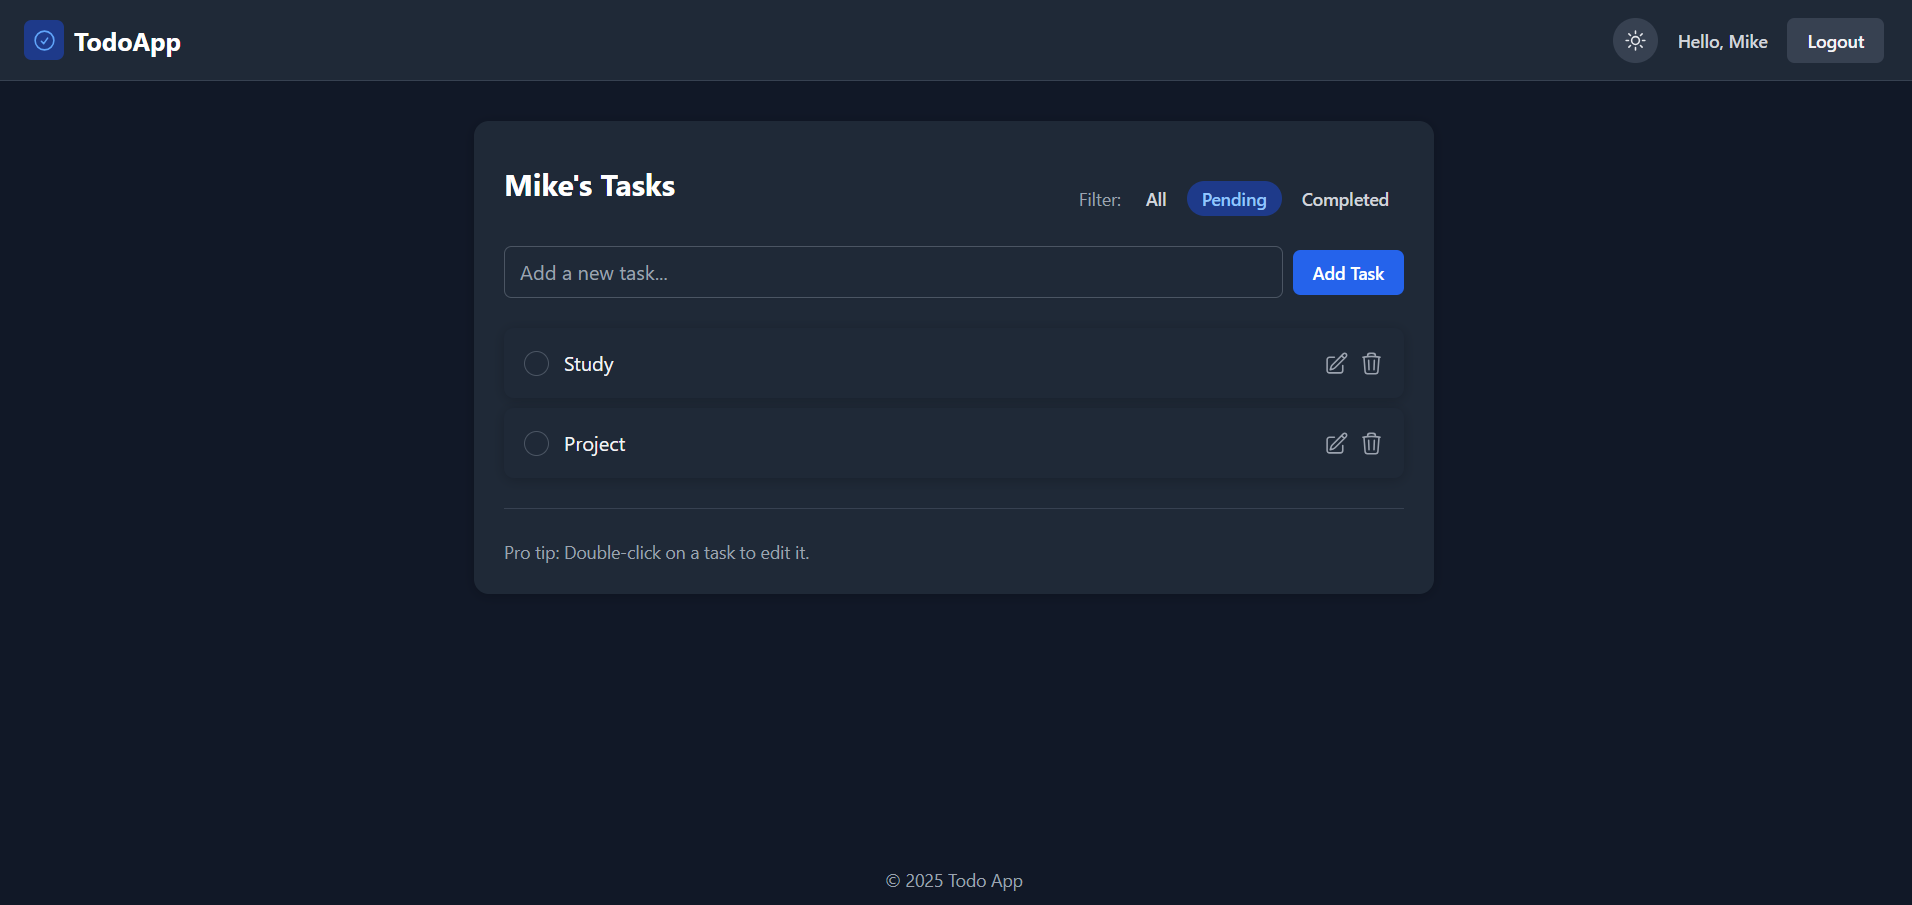 TodoApp
Hello, Mike
Logout
Mike's Tasks
Filter: All Pending Completed
Add a new task...
Add Task
Study
Project
Pro tip: Double-click on a task to edit it.
© 2025 Todo App